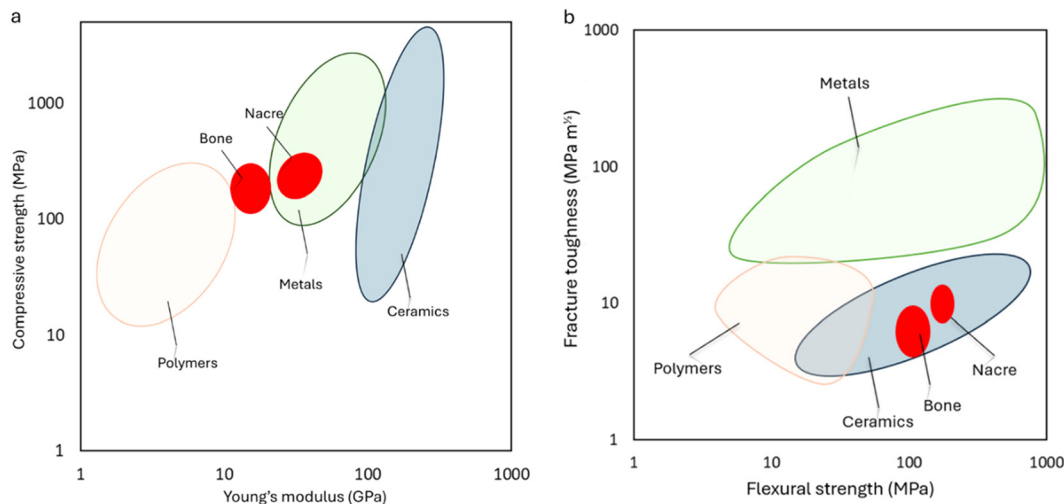 a
Compressive strength (MPa)
1000
100
10
1
Bone
Nacre
Metals
Ceramics
Polymers
1
10
100
1000
Young's modulus (GPa)
b
Fracture toughness (MPa m½)
1000
100
10
1
Metals
Polymers
Nacre
Bone
Ceramics
1
10
100
1000
Flexural strength (MPa)